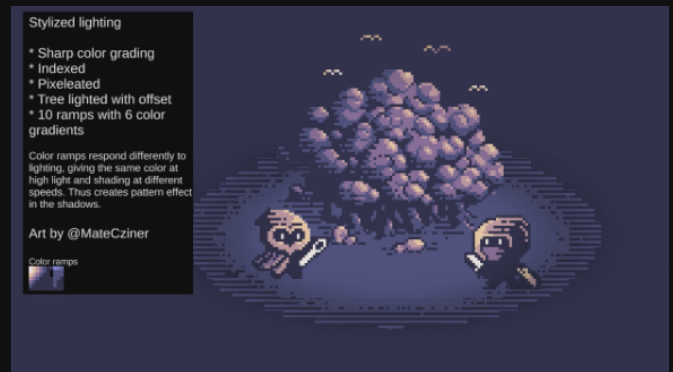 Stylized lighting
* Sharp color grading
* Indexed
* Pixeleated
* Tree lighted with offset
* 10 ramps with 6 color
gradients
Color ramps respond differently to
lighting, giving the same color at
high light and shading at different
speeds. Thus creates pattern effect
in the shadows.
Art by @MateCziner
Color ramps